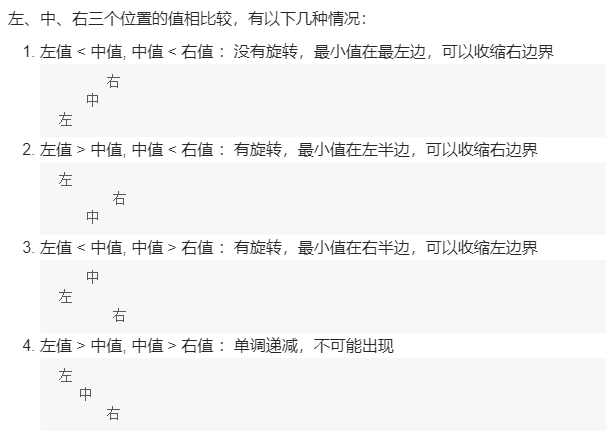 左、中、右三个位置的值相比较，有以下几种情况：
1. 左值 < 中值, 中值 < 右值 ：没有旋转，最小值在最左边，可以收缩右边界
右
中
左
2. 左值 > 中值, 中值 < 右值 ：有旋转，最小值在左半边，可以收缩右边界
左
右
中
3. 左值 < 中值, 中值 > 右值 ：有旋转，最小值在右半边，可以收缩左边界
中
左
右
4. 左值 > 中值, 中值 > 右值 ：单调递减，不可能出现
左
中
右